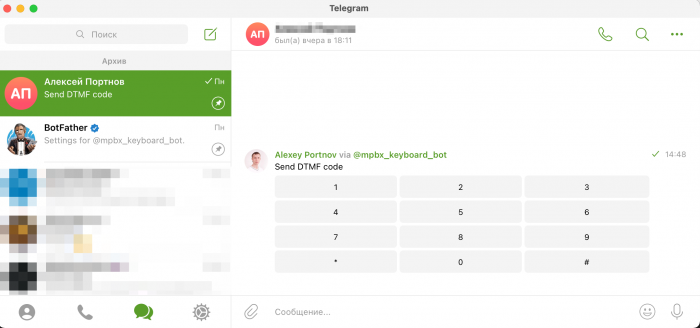 Telegram
Поиск
Архив
Алексей Портнов
Пн
Send DTMF code
BotFather
Пн
Settings for @mpbx_keyboard_bot.
АП
АП
был(а) вчера в 18:11
Alexey Portnov via @mpbx_keyboard_bot
14:48
Send DTMF code
1 2 3
4 5 6
7 8 9
* 0 #
Сообщение...